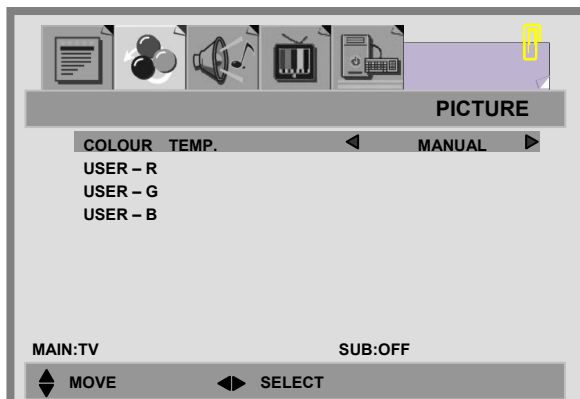 PICTURE
COLOUR TEMP. MANUAL
USER – R
USER – G
USER – B
MAIN:TV SUB:OFF
MOVE SELECT